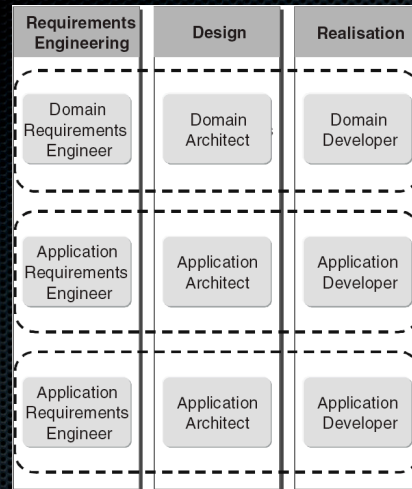 Requirements
Engineering
Design
Realisation
Domain
Requirements
Engineer
Domain
Architect
Domain
Developer
Application
Requirements
Engineer
Application
Architect
Application
Developer
Application
Requirements
Engineer
Application
Architect
Application
Developer